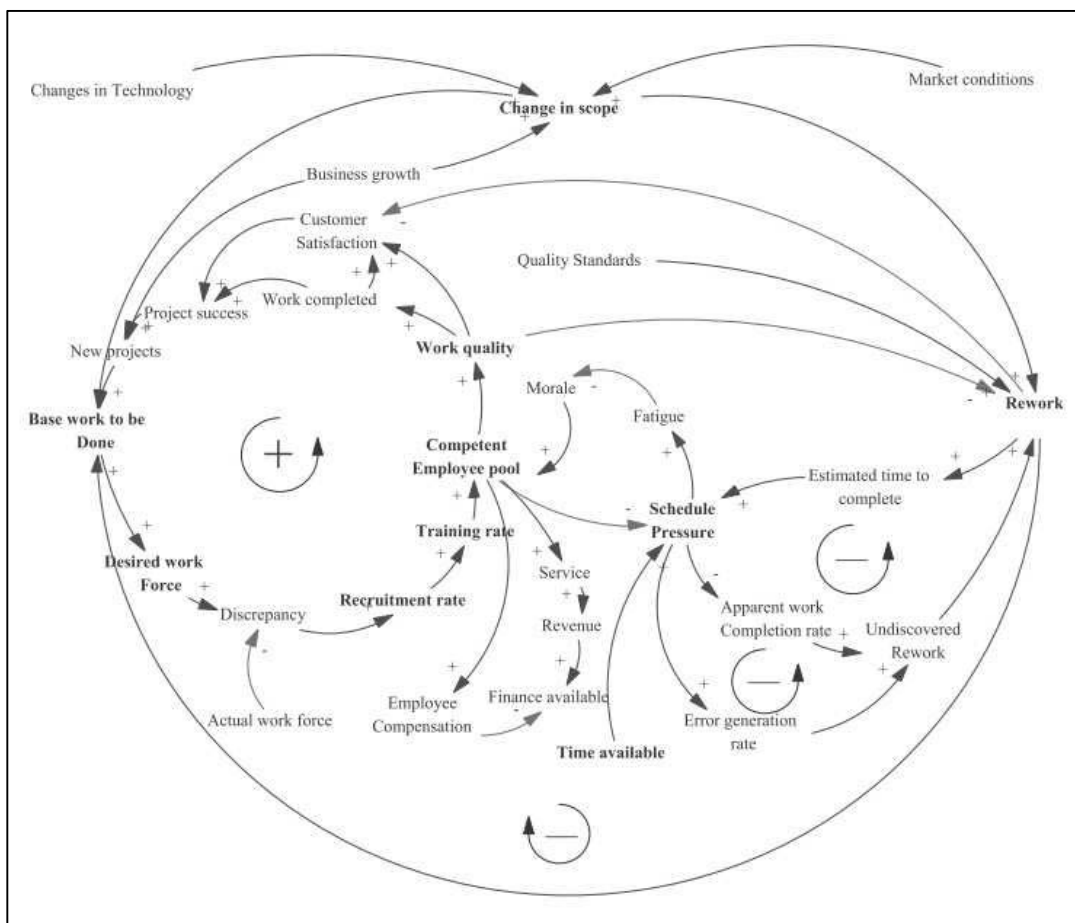 Changes in Technology
Market conditions
Change in scope
Business growth
Customer
Satisfaction
Quality Standards
Work completed
Project success
New projects
Work quality
Morale
Fatigue
Rework
Base work to be
Done
Competent
Employee pool
Estimated time to
complete
Schedule
Pressure
Training rate
Desired work
Force
Service
Recruitment rate
Discrepancy
Apparent work
Completion rate
Undiscovered
Rework
Revenue
Actual work force
Employee
Compensation
Finance available
Error generation
rate
Time available